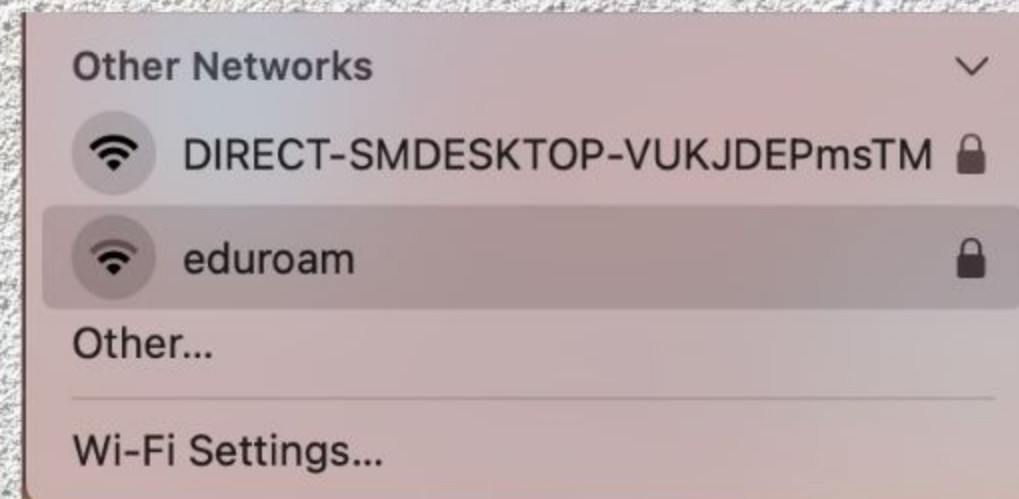 Other Networks
DIRECT-SMDESKTOP-VUKJDEPmsTM
eduroam
Other...
Wi-Fi Settings...